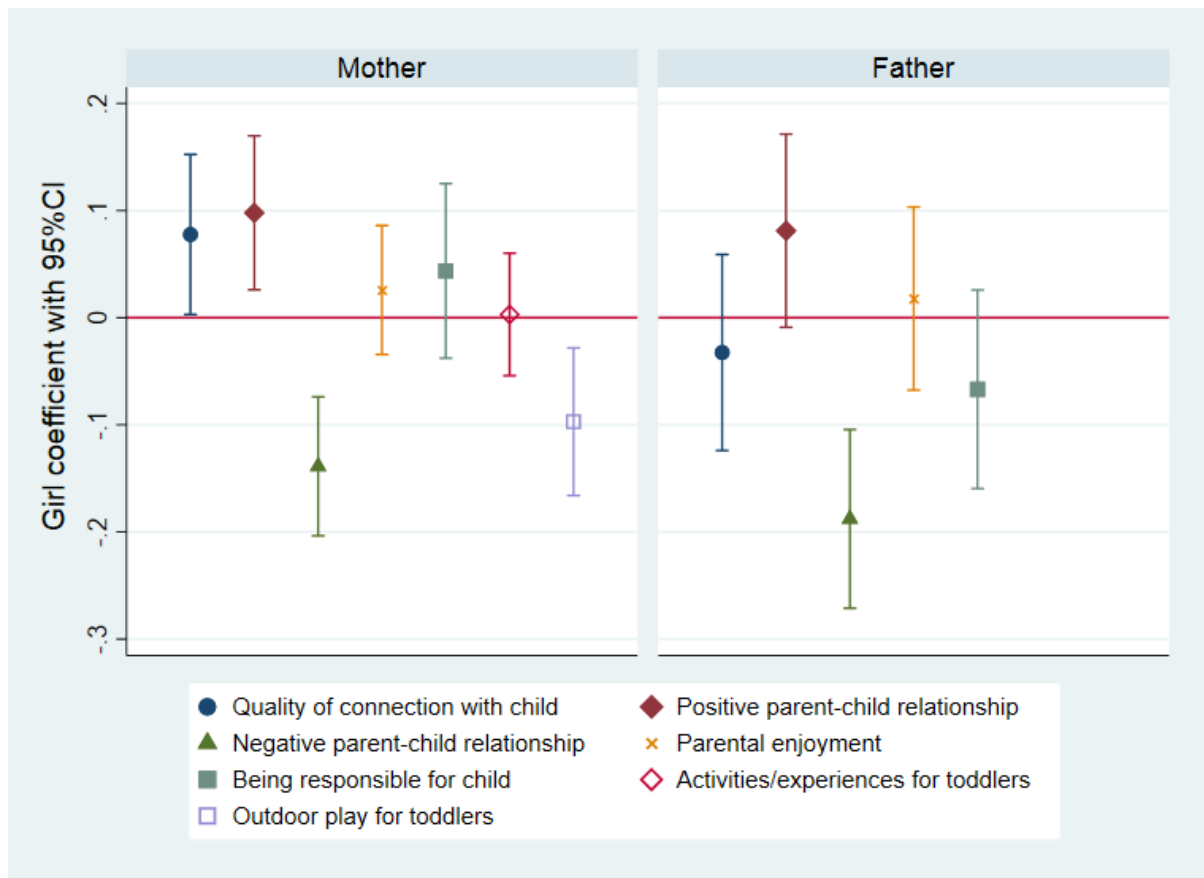 Mother
Father
Girl coefficient with 95%CI
.2
.1
0
-.1
-.2
-.3
Quality of connection with child
Positive parent-child relationship
Negative parent-child relationship
Parental enjoyment
Being responsible for child
Activities/experiences for toddlers
Outdoor play for toddlers